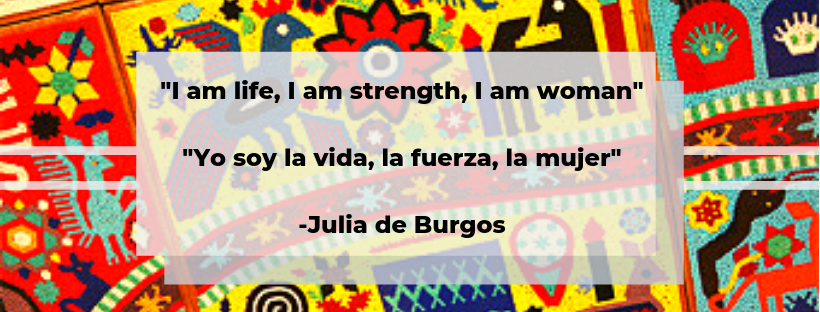 "I am life, I am strength, I am woman"
"Yo soy la vida, la fuerza, la mujer"
-Julia de Burgos